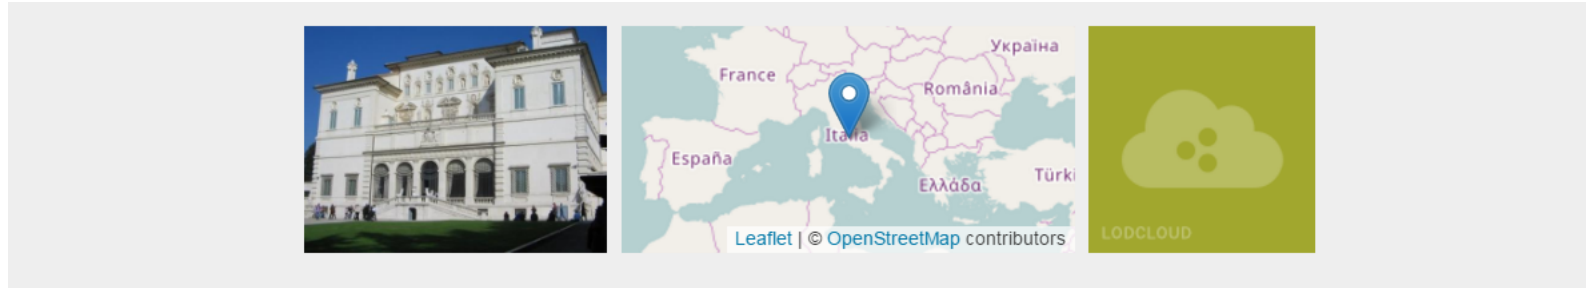 Україна
France
România
Italia
España
Ελλάδα
Türki
Leaflet | © OpenStreetMap contributors
LODCLOUD